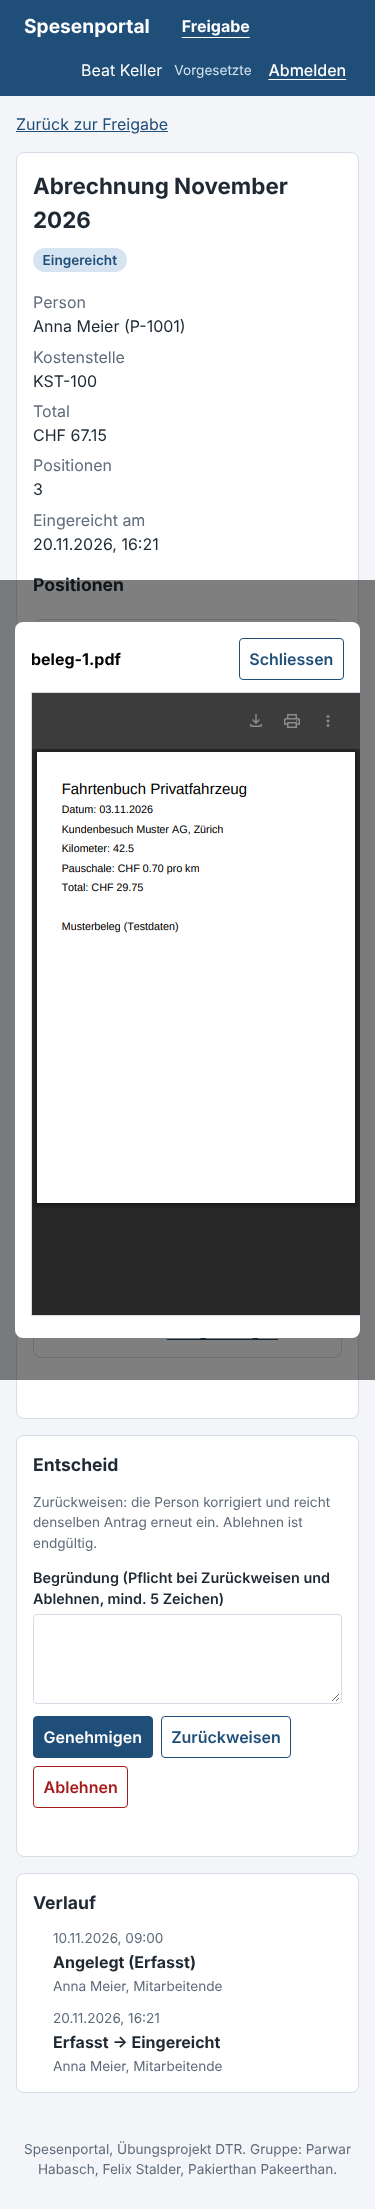 Spesenportal Freigabe
Beat Keller Vorgesetzte Abmelden
Zurück zur Freigabe
Abrechnung November
2026
Eingereicht
Person
Anna Meier (P-1001)
Kostenstelle
KST-100
Total
CHF 67.15
Positionen
3
Eingereicht am
20.11.2026, 16:21
Positionen
beleg-1.pdf Schliessen
Fahrtenbuch Privatfahrzeug
Datum: 03.11.2026
Kundenbesuch Muster AG, Zürich
Kilometer: 42.5
Pauschale: CHF 0.70 pro km
Total: CHF 29.75
Musterbeleg (Testdaten)
Entscheid
Zurückweisen: die Person korrigiert und reicht
denselben Antrag erneut ein. Ablehnen ist
endgültig.
Begründung (Pflicht bei Zurückweisen und
Ablehnen, mind. 5 Zeichen)
Genehmigen Zurückweisen
Ablehnen
Verlauf
10.11.2026, 09:00
Angelegt (Erfasst)
Anna Meier, Mitarbeitende
20.11.2026, 16:21
Erfasst → Eingereicht
Anna Meier, Mitarbeitende
Spesenportal, Übungsprojekt DTR. Gruppe: Parwar
Habasch, Felix Stalder, Pakierthan Pakeerthan.